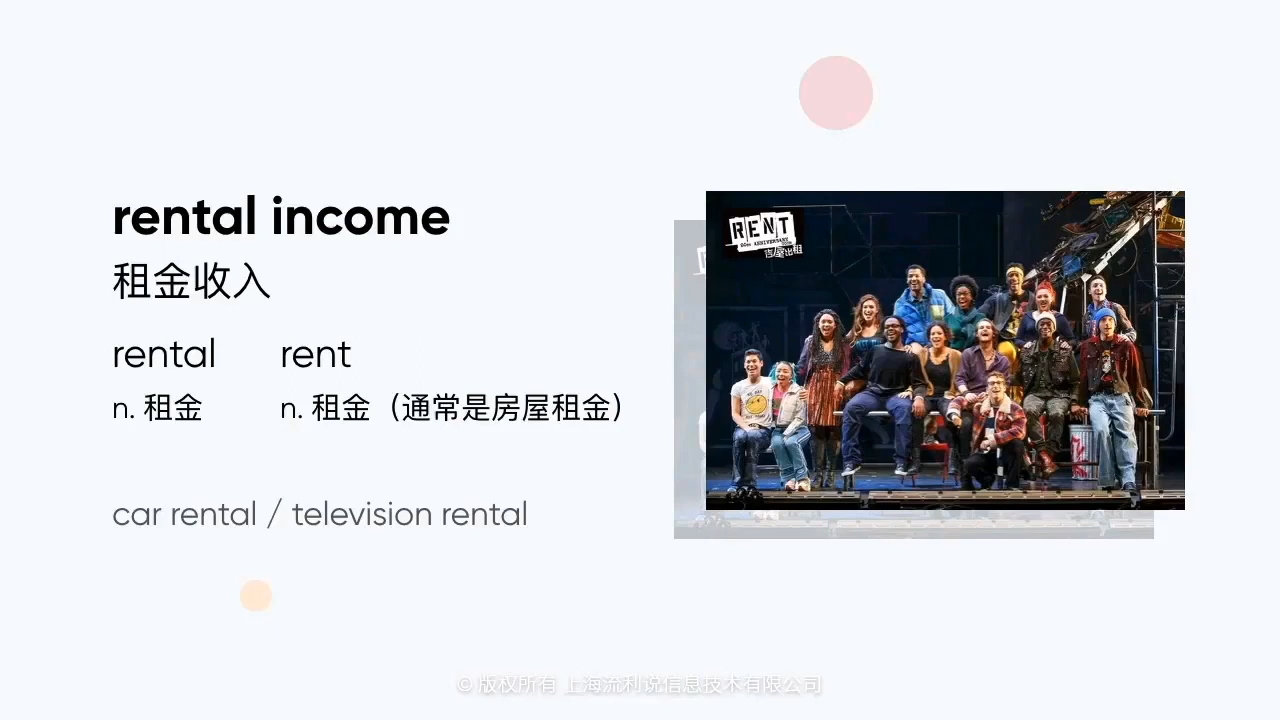 rental income
租金收入
rental
rent
n. 租金
n. 租金（通常是房屋租金）
car rental / television rental
RENT
20TH ANNIVERSARY
吉屋出租
© 版权所有 上海流利说信息技术有限公司